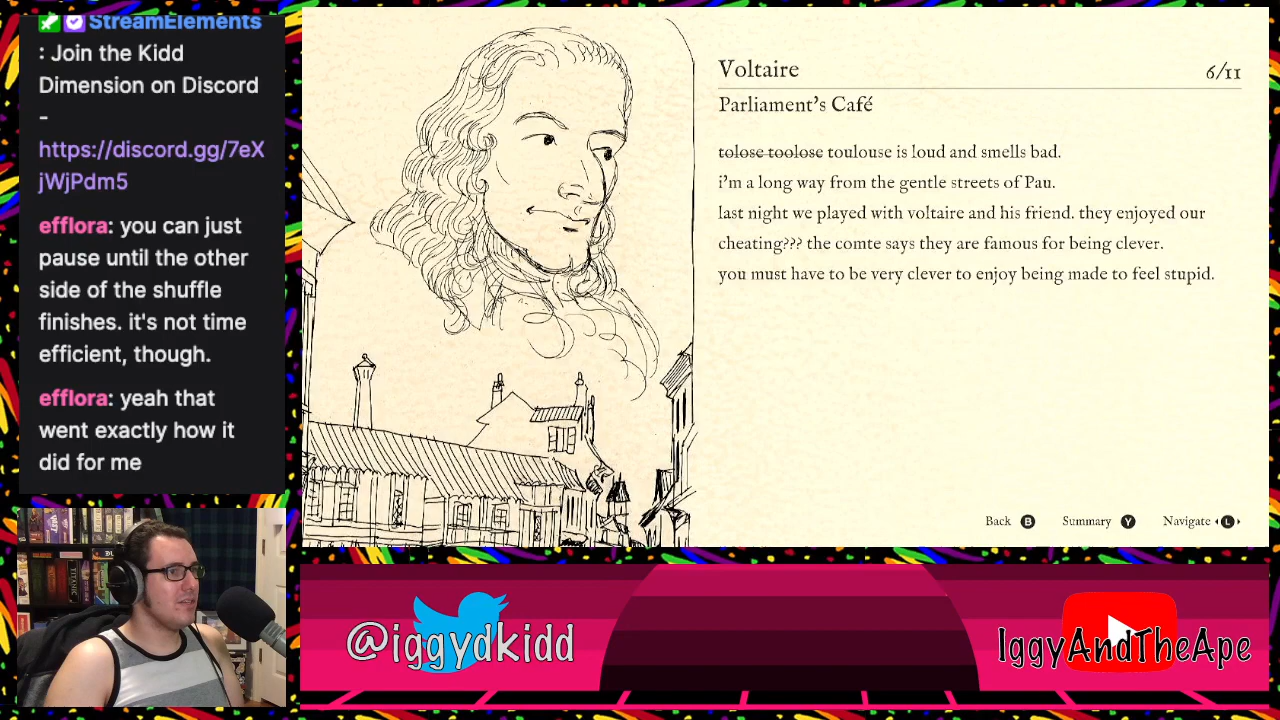 StreamElements
: Join the Kidd
Dimension on Discord
-
https://discord.gg/7eX
jWjPdm5
efflora: you can just
pause until the other
side of the shuffle
finishes. it's not time
efficient, though.
efflora: yeah that
went exactly how it
did for me
Voltaire
6/11
Parliament's Café
tolose toolose toulouse is loud and smells bad.
i'm a long way from the gentle streets of Pau.
last night we played with voltaire and his friend. they enjoyed our
cheating??? the comte says they are famous for being clever.
you must have to be very clever to enjoy being made to feel stupid.
Back B Summary Y Navigate L
TITANIC
@iggydkidd
IggyAndTheApe